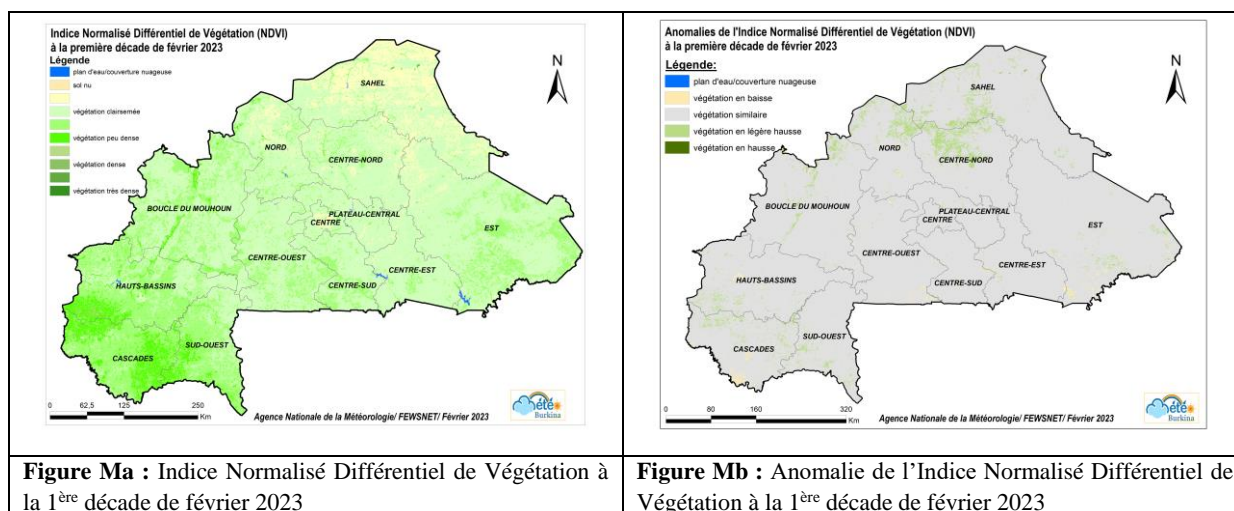 Indice Normalisé Différentiel de Végétation (NDVI)
à la première décade de février 2023
Légende
plan d'eau/couverture nuageuse
sol nu
végétation clairsemée
végétation peu dense
végétation dense
végétation très dense
N
SAHEL
NORD
CENTRE-NORD
BOUCLE DU MOUHOUN
PLATEAU-CENTRAL
CENTRE
EST
CENTRE-OUEST
CENTRE-EST
HAUTS-BASSINS
CENTRE-SUD
SUD-OUEST
CASCADES
0 62.5 125 250
Km
Agence Nationale de la Météorologie/ FEWSNET/ Février 2023
été
Burkina
Anomalies de l'Indice Normalisé Différentiel de Végétation (NDVI)
à la première décade de février 2023
Légende:
plan d'eau/couverture nuageuse
végétation en baisse
végétation similaire
végétation en légère hausse
végétation en hausse
N
SAHEL
NORD
CENTRE-NORD
BOUCLE DU MOUHOUN
PLATEAU-CENTRAL
CENTRE
EST
CENTRE-OUEST
CENTRE-EST
HAUTS-BASSINS
CENTRE-SUD
SUD-OUEST
CASCADES
0 80 160 320
Km
Agence Nationale de la Météorologie/ FEWSNET/ Février 2023
été
Burkina
Figure Ma : Indice Normalisé Différentiel de Végétation à
la 1ère décade de février 2023
Figure Mb : Anomalie de l’Indice Normalisé Différentiel de
Végétation à la 1ère décade de février 2023